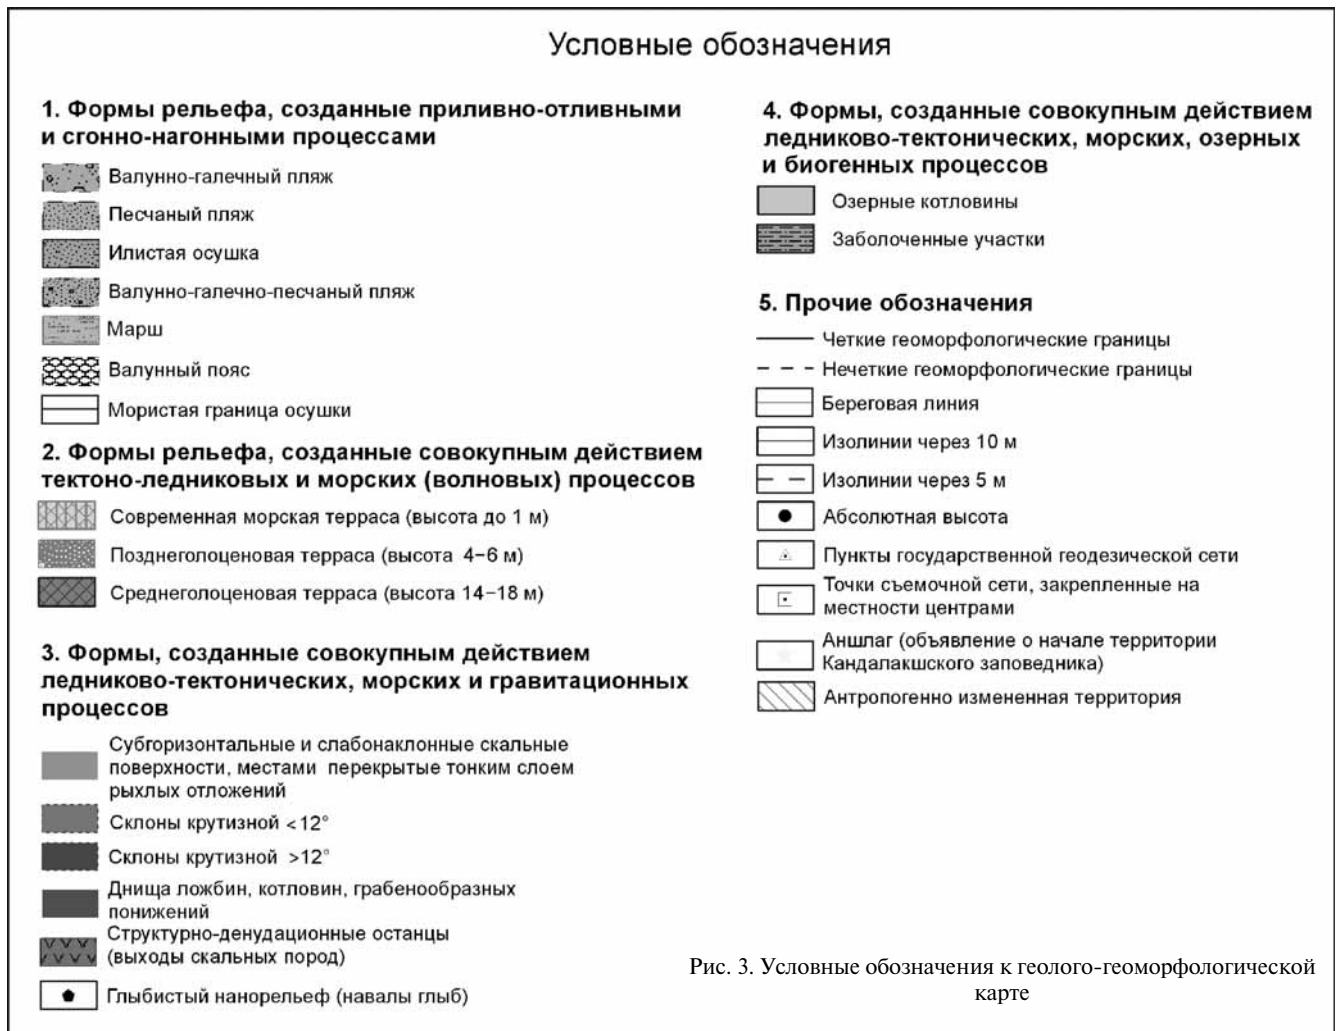 Условные обозначения
1. Формы рельефа, созданные приливно-отливными
и сгонно-нагонными процессами
Валунно-галечный пляж
Песчаный пляж
Илистая осушка
Валунно-галечно-песчаный пляж
Марш
Валунный пояс
Мористая граница осушки
2. Формы рельефа, созданные совокупным действием
тектоно-ледниковых и морских (волновых) процессов
Современная морская терраса (высота до 1 м)
Позднеголоценовая терраса (высота 4–6 м)
Среднеголоценовая терраса (высота 14–18 м)
3. Формы, созданные совокупным действием
ледниково-тектонических, морских и гравитационных
процессов
Субгоризонтальные и слабонаклонные скальные
поверхности, местами перекрытые тонким слоем
рыхлых отложений
Склоны крутизной <12°
Склоны крутизной >12°
Днища ложбин, котловин, грабенообразных
понижений
Структурно-денудационные останцы
(выходы скальных пород)
Глыбистый нанорельеф (навалы глыб)
4. Формы, созданные совокупным действием
ледниково-тектонических, морских, озерных
и биогенных процессов
Озерные котловины
Заболоченные участки
5. Прочие обозначения
Четкие геоморфологические границы
Нечеткие геоморфологические границы
Береговая линия
Изолинии через 10 м
Изолинии через 5 м
Абсолютная высота
Пункты государственной геодезической сети
Точки съемочной сети, закрепленные на
местности центрами
Аншлаг (объявление о начале территории
Кандалакшского заповедника)
Антропогенно измененная территория
Рис. 3. Условные обозначения к геолого-геоморфологической
карте